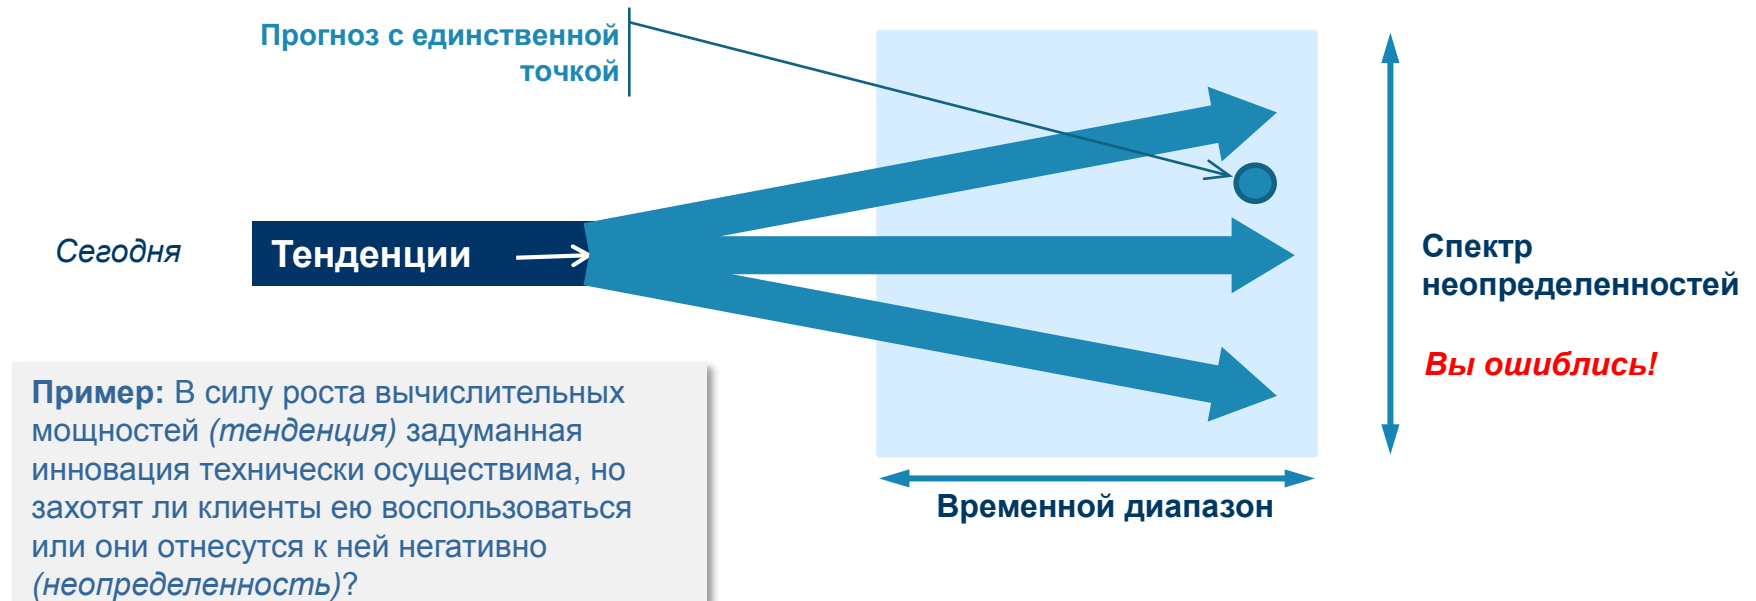 Прогноз с единственной
точкой
Сегодня
Тенденции
Спектр
неопределенностей
Вы ошиблись!
Временной диапазон
Пример: В силу роста вычислительных
мощностей (тенденция) задуманная
инновация технически осуществима, но
захотят ли клиенты ею воспользоваться
или они отнесутся к ней негативно
(неопределенность)?